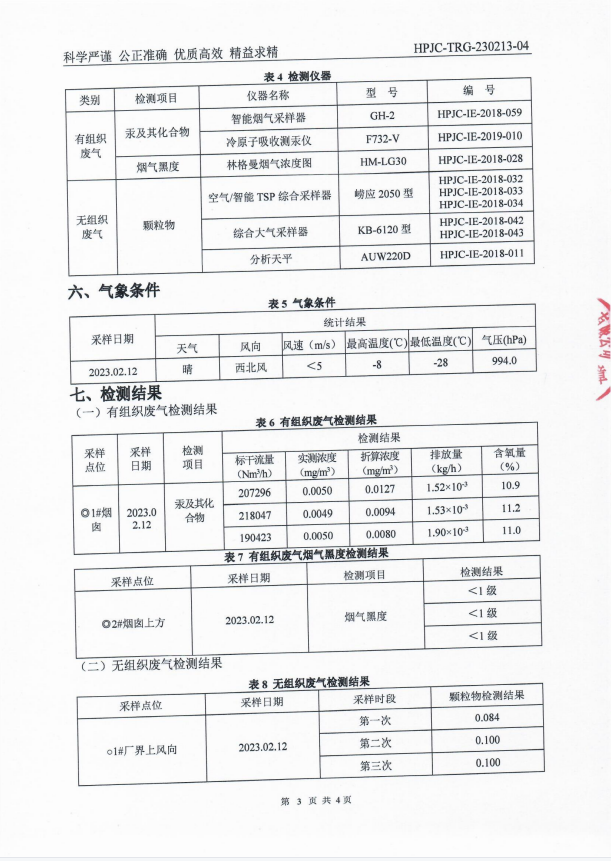 科学严谨 公正准确 优质高效 精益求精
HPJC-TRG-230213-04
表 4 检测仪器
类别 检测项目 仪器名称 型 号 编 号
有组织废气 汞及其化合物 智能烟气采样器 GH-2 HPJC-IE-2018-059
冷原子吸收测汞仪 F732-V HPJC-IE-2019-010
烟气黑度 林格曼烟气浓度图 HM-LG30 HPJC-IE-2018-028
无组织废气 颗粒物 空气/智能 TSP 综合采样器 崂应 2050 型 HPJC-IE-2018-032
HPJC-IE-2018-033
HPJC-IE-2018-034
综合大气采样器 KB-6120 型 HPJC-IE-2018-042
HPJC-IE-2018-043
分析天平 AUW220D HPJC-IE-2018-011
六、气象条件
表 5 气象条件
采样日期 统计结果
天气 风向 风速（m/s） 最高温度(℃) 最低温度(℃) 气压(hPa)
2023.02.12 晴 西北风 ＜5 -8 -28 994.0
七、检测结果
（一）有组织废气检测结果
表 6 有组织废气检测结果
采样点位 采样日期 检测项目 检测结果
标干流量（Nm³/h） 实测浓度（mg/m³） 折算浓度（mg/m³） 排放量（kg/h） 含氧量（%）
◎1#烟囱 2023.02.12 汞及其化合物 207296 0.0050 0.0127 1.52×10⁻³ 10.9
218047 0.0049 0.0094 1.53×10⁻³ 11.2
190423 0.0050 0.0080 1.90×10⁻³ 11.0
表 7 有组织废气烟气黑度检测结果
采样点位 采样日期 检测项目 检测结果
◎2#烟囱上方 2023.02.12 烟气黑度 ＜1 级
＜1 级
＜1 级
（二）无组织废气检测结果
表 8 无组织废气检测结果
采样点位 采样日期 采样时段 颗粒物检测结果
○1#厂界上风向 2023.02.12 第一次 0.084
第二次 0.100
第三次 0.100
第 3 页 共 4 页